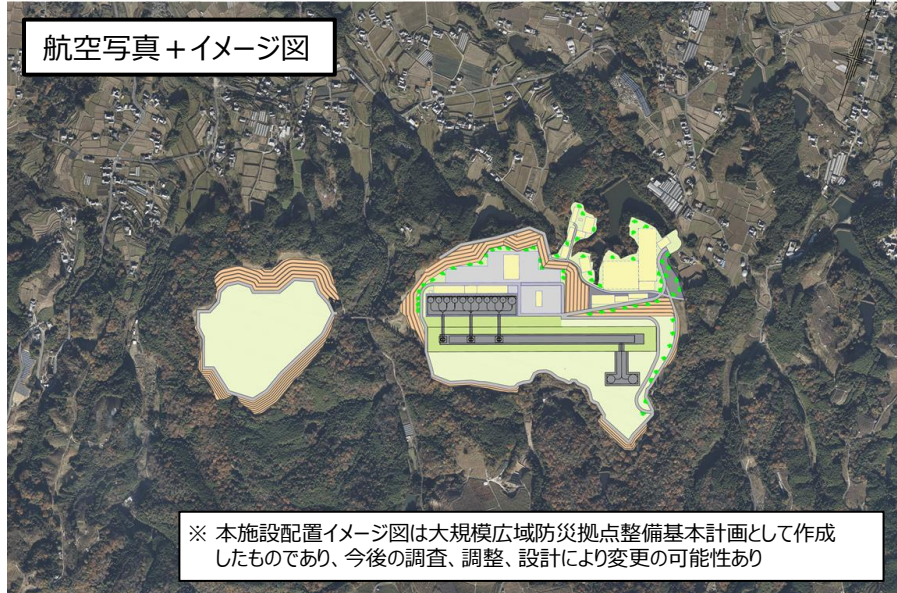 航空写真＋イメージ図
※ 本施設配置イメージ図は大規模広域防災拠点整備基本計画として作成
したものであり、今後の調査、調整、設計により変更の可能性あり